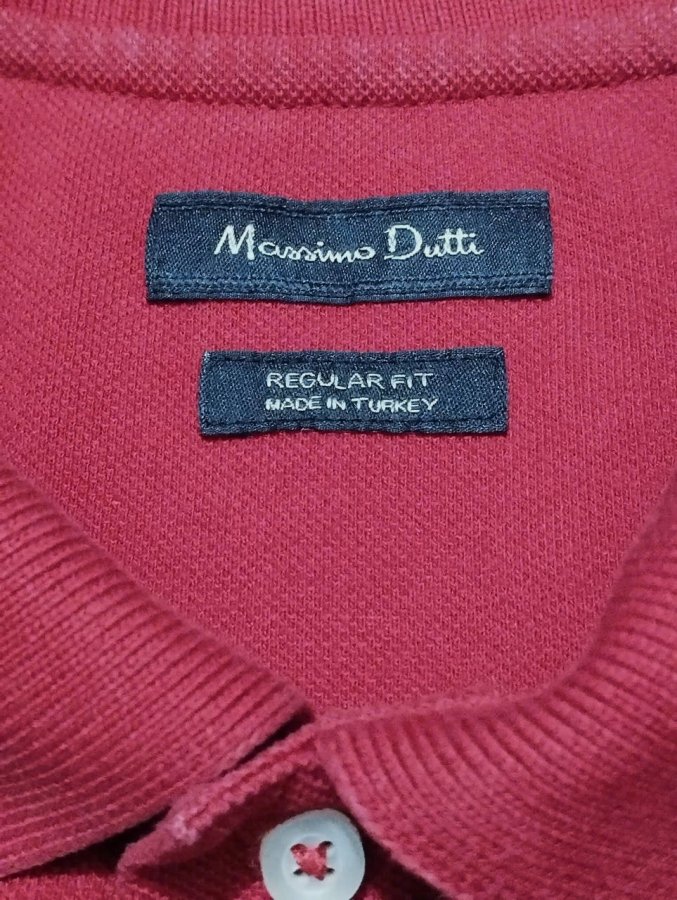 Massimo Dutti
REGULAR FIT
MADE IN TURKEY